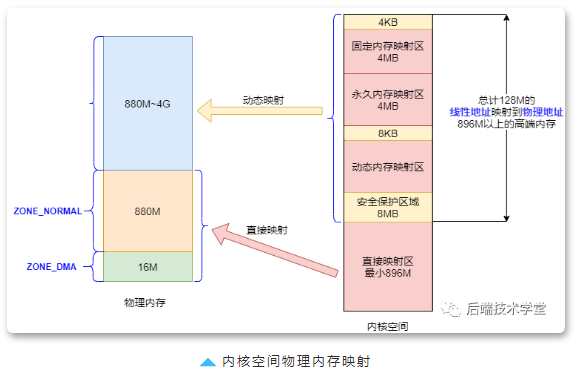 880M~4G
ZONE_NORMAL
880M
ZONE_DMA
16M
物理内存
动态映射
直接映射
4KB
固定内存映射区
4MB
永久内存映射区
4MB
8KB
动态内存映射区
安全保护区域
8MB
直接映射区
最小896M
内核空间
总计128M的
线性地址映射到物理地址
896M以上的高端内存
后端技术学堂
内核空间物理内存映射